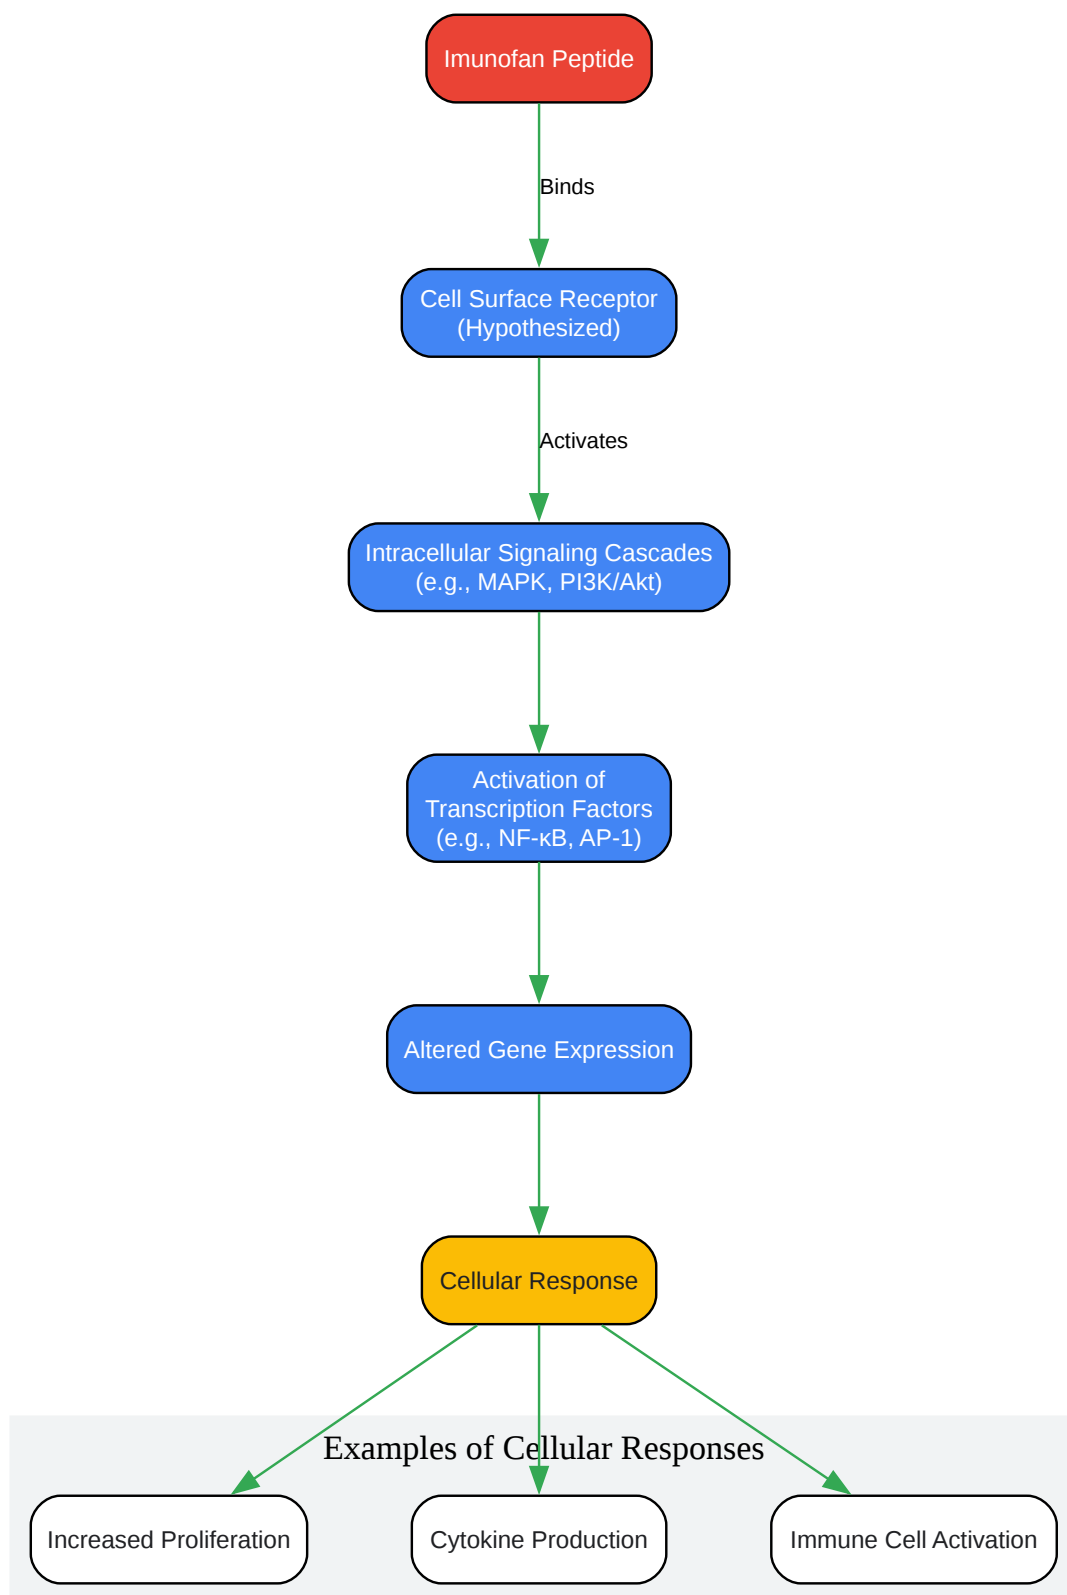 Imunofan Peptide
Binds
Cell Surface Receptor
(Hypothesized)
Activates
Intracellular Signaling Cascades
(e.g., MAPK, PI3K/Akt)
Activation of
Transcription Factors
(e.g., NF-κB, AP-1)
Altered Gene Expression
Cellular Response
Examples of Cellular Responses
Increased Proliferation
Cytokine Production
Immune Cell Activation